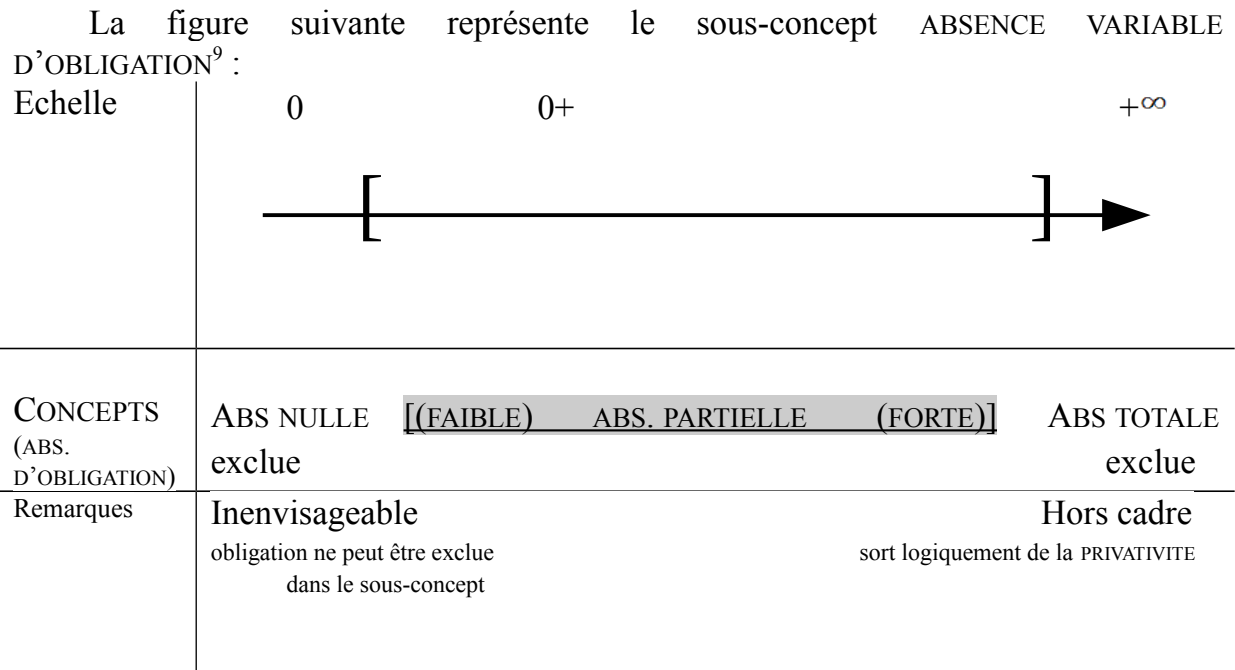 La figure suivante représente le sous-concept ABSENCE VARIABLE
D’OBLIGATION⁹ :
Echelle 0 0+ +∞
[ ]
CONCEPTS ABS NULLE [(FAIBLE) ABS. PARTIELLE (FORTE)] ABS TOTALE
(ABS.
D’OBLIGATION) exclue exclue
Remarques Inenvisageable Hors cadre
obligation ne peut être exclue sort logiquement de la PRIVATIVITE
dans le sous-concept